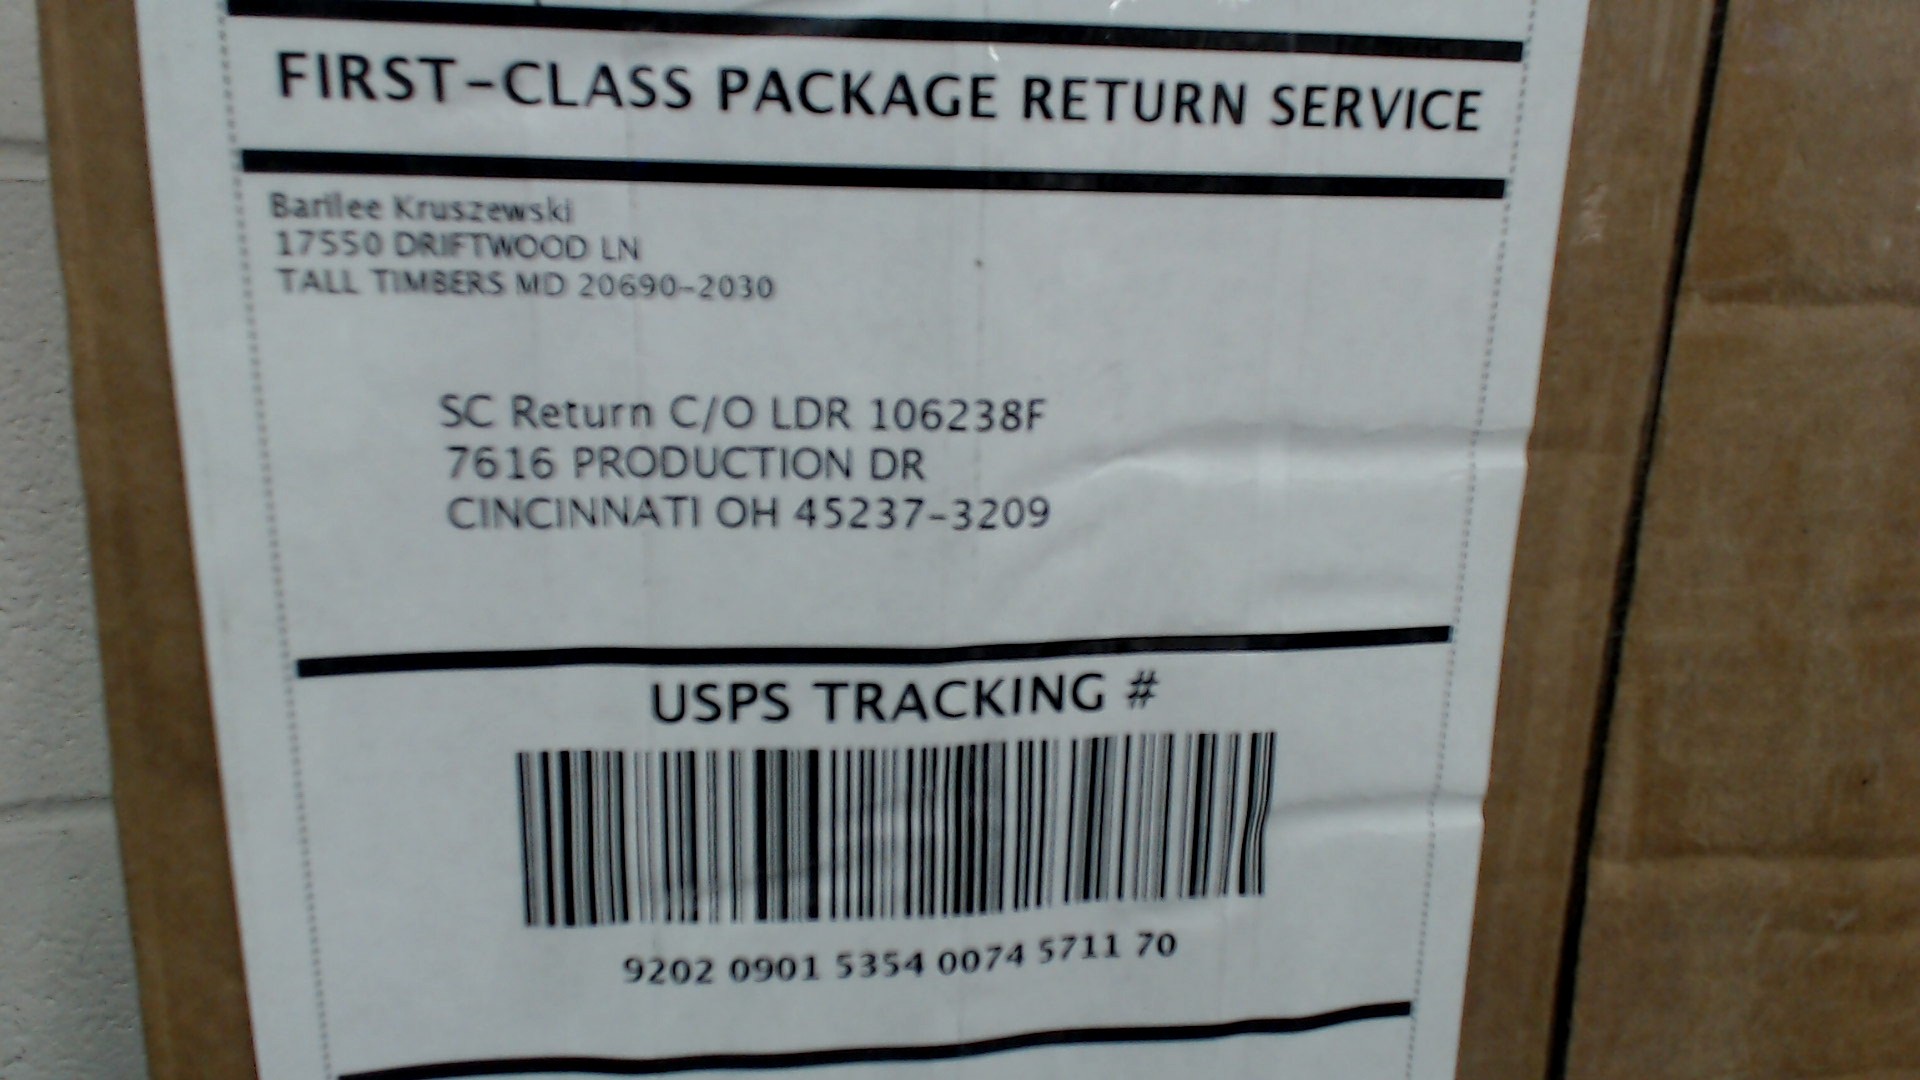 FIRST-CLASS PACKAGE RETURN SERVICE
Barilee Kruszewski
17550 DRIFTWOOD LN
TALL TIMBERS MD 20690-2030
SC Return C/O LDR 106238F
7616 PRODUCTION DR
CINCINNATI OH 45237-3209
USPS TRACKING #
9202 0901 5354 0074 5711 70